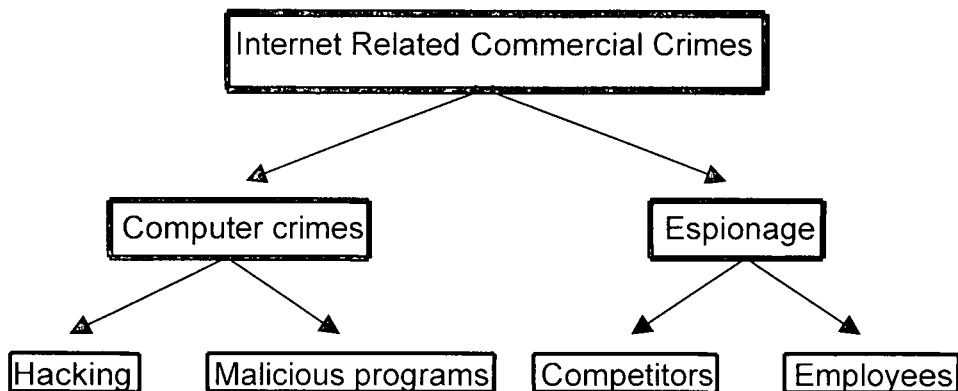 Internet Related Commercial Crimes
Computer crimes
Espionage
Hacking
Malicious programs
Competitors
Employees